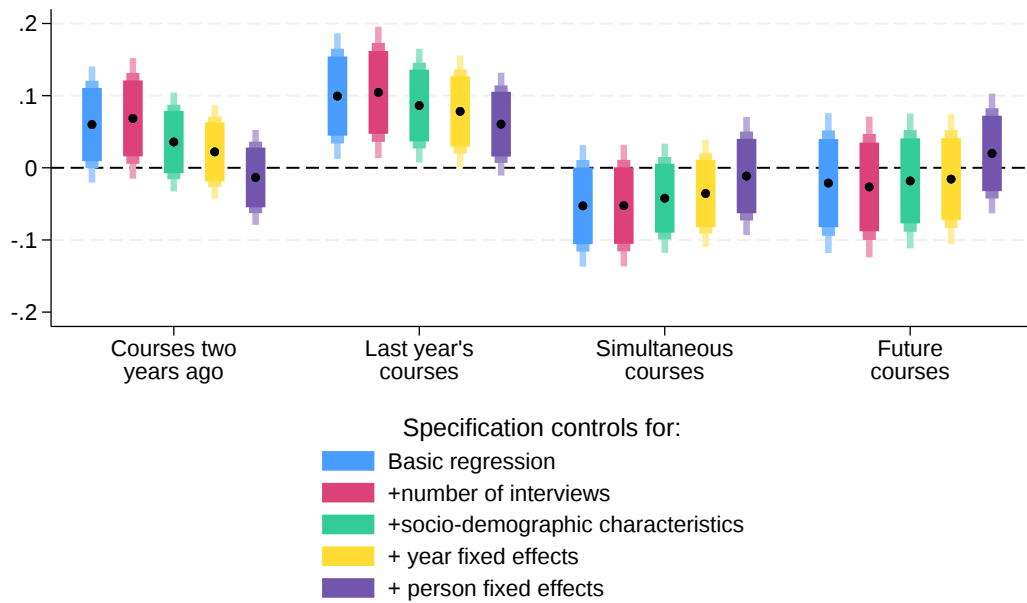 .2
.1
0
-.1
-.2
Courses two
years ago
Last year's
courses
Simultaneous
courses
Future
courses
Specification controls for:
Basic regression
+number of interviews
+socio-demographic characteristics
+ year fixed effects
+ person fixed effects